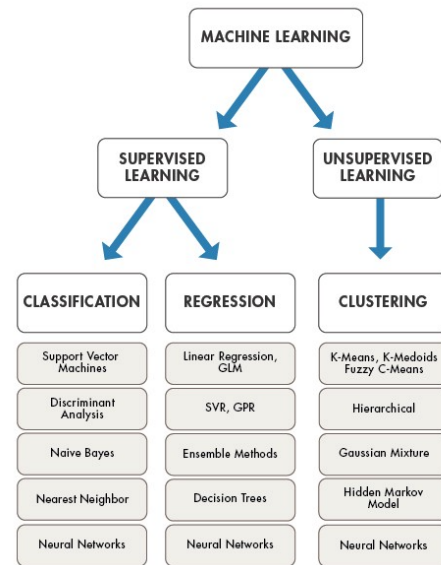 MACHINE LEARNING
SUPERVISED
LEARNING
UNSUPERVISED
LEARNING
CLASSIFICATION
REGRESSION
CLUSTERING
Support Vector
Machines
Linear Regression,
GLM
K-Means, K-Medoids
Fuzzy C-Means
Discriminant
Analysis
SVR, GPR
Hierarchical
Naive Bayes
Ensemble Methods
Gaussian Mixture
Nearest Neighbor
Decision Trees
Hidden Markov
Model
Neural Networks
Neural Networks
Neural Networks